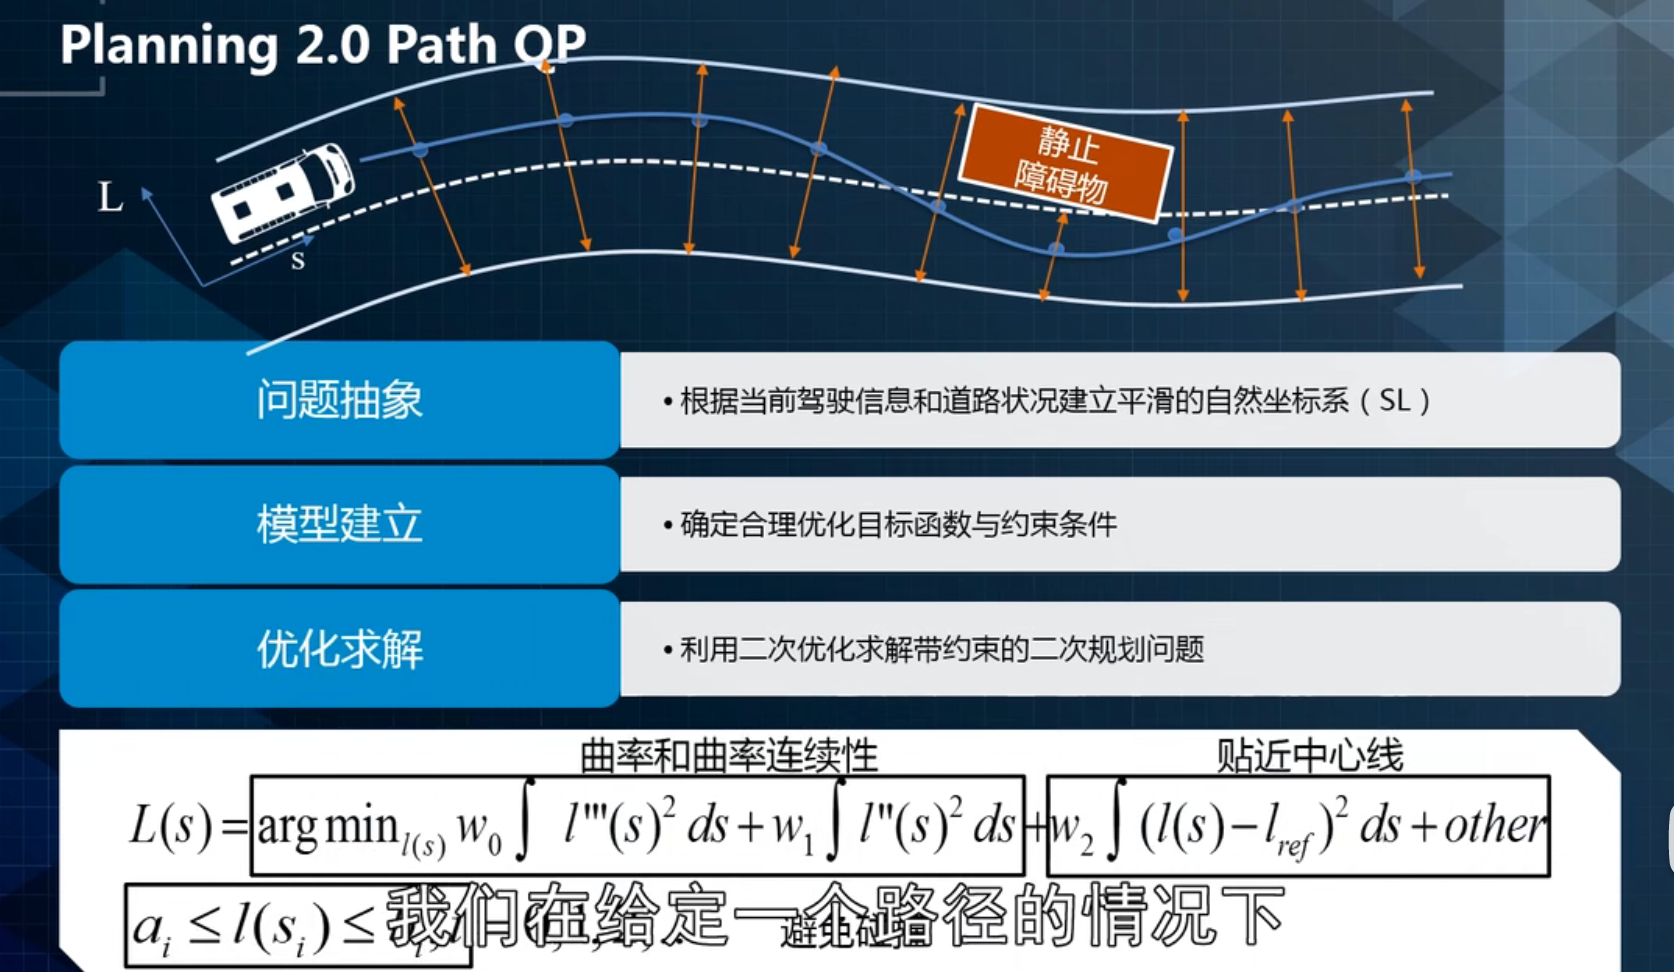 Planning 2.0 Path QP
静止
障碍物
L
s
问题抽象
• 根据当前驾驶信息和道路状况建立平滑的自然坐标系（SL）
模型建立
• 确定合理优化目标函数与约束条件
优化求解
• 利用二次优化求解带约束的二次规划问题
曲率和曲率连续性 贴近中心线
L(s) = arg min_{l(s)} w_0 ∫ l'''(s)^2 ds + w_1 ∫ l''(s)^2 ds + w_2 ∫ (l(s) − l_{ref})^2 ds + other
a_i ≤ l(s_i) ≤
避免碰撞
我们在给定一个路径的情况下